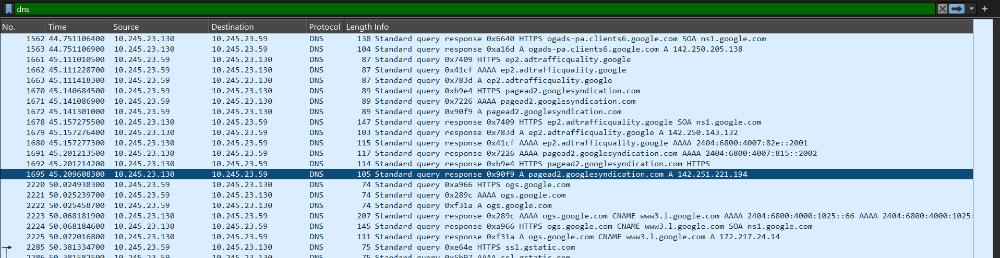 dns
No. Time Source Destination Protocol Length Info
1562 44.751106400 10.245.23.130 10.245.23.59 DNS 138 Standard query response 0x6640 HTTPS ogads-pa.clients6.google.com SOA ns1.google.com
1563 44.751106900 10.245.23.130 10.245.23.59 DNS 104 Standard query response 0xa16d A ogads-pa.clients6.google.com A 142.250.205.138
1661 45.111010500 10.245.23.59 10.245.23.130 DNS 87 Standard query 0x7409 HTTPS ep2.adtrafficquality.google
1662 45.111228700 10.245.23.59 10.245.23.130 DNS 87 Standard query 0x41cf AAAA ep2.adtrafficquality.google
1663 45.111418300 10.245.23.59 10.245.23.130 DNS 87 Standard query 0x783d A ep2.adtrafficquality.google
1670 45.140684500 10.245.23.59 10.245.23.130 DNS 89 Standard query 0xb9e4 HTTPS pagead2.googlesyndication.com
1671 45.141086900 10.245.23.59 10.245.23.130 DNS 89 Standard query 0x7226 AAAA pagead2.googlesyndication.com
1672 45.141301000 10.245.23.59 10.245.23.130 DNS 89 Standard query 0x90f9 A pagead2.googlesyndication.com
1678 45.157275500 10.245.23.130 10.245.23.59 DNS 147 Standard query response 0x7409 HTTPS ep2.adtrafficquality.google SOA ns1.google.com
1679 45.157276400 10.245.23.130 10.245.23.59 DNS 103 Standard query response 0x783d A ep2.adtrafficquality.google A 142.250.143.132
1680 45.157277300 10.245.23.130 10.245.23.59 DNS 115 Standard query response 0x41cf AAAA ep2.adtrafficquality.google AAAA 2404:6800:4007:82e::2001
1691 45.201213500 10.245.23.130 10.245.23.59 DNS 117 Standard query response 0x7226 AAAA pagead2.googlesyndication.com AAAA 2404:6800:4007:815::2002
1692 45.201214200 10.245.23.130 10.245.23.59 DNS 114 Standard query response 0xb9e4 HTTPS pagead2.googlesyndication.com HTTPS
1695 45.209608300 10.245.23.130 10.245.23.59 DNS 105 Standard query response 0x90f9 A pagead2.googlesyndication.com A 142.251.221.194
2220 50.024938300 10.245.23.59 10.245.23.130 DNS 74 Standard query 0xa966 HTTPS ogs.google.com
2221 50.025239700 10.245.23.59 10.245.23.130 DNS 74 Standard query 0x289c AAAA ogs.google.com
2222 50.025458700 10.245.23.59 10.245.23.130 DNS 74 Standard query 0xf31a A ogs.google.com
2223 50.068181900 10.245.23.130 10.245.23.59 DNS 207 Standard query response 0x289c AAAA ogs.google.com CNAME www3.l.google.com AAAA 2404:6800:4000:1025::66 AAAA 2404:6800:4000:1025:
2224 50.068184600 10.245.23.130 10.245.23.59 DNS 145 Standard query response 0xa966 HTTPS ogs.google.com CNAME www3.l.google.com SOA ns1.google.com
2225 50.072016800 10.245.23.130 10.245.23.59 DNS 111 Standard query response 0xf31a A ogs.google.com CNAME www3.l.google.com A 172.217.24.14
2285 50.381334700 10.245.23.59 10.245.23.130 DNS 75 Standard query 0xe64e HTTPS ssl.gstatic.com
2286 50.381582500 10.245.23.59 10.245.23.130 DNS 75 Standard query 0x5b97 AAAA ssl.gstatic.com